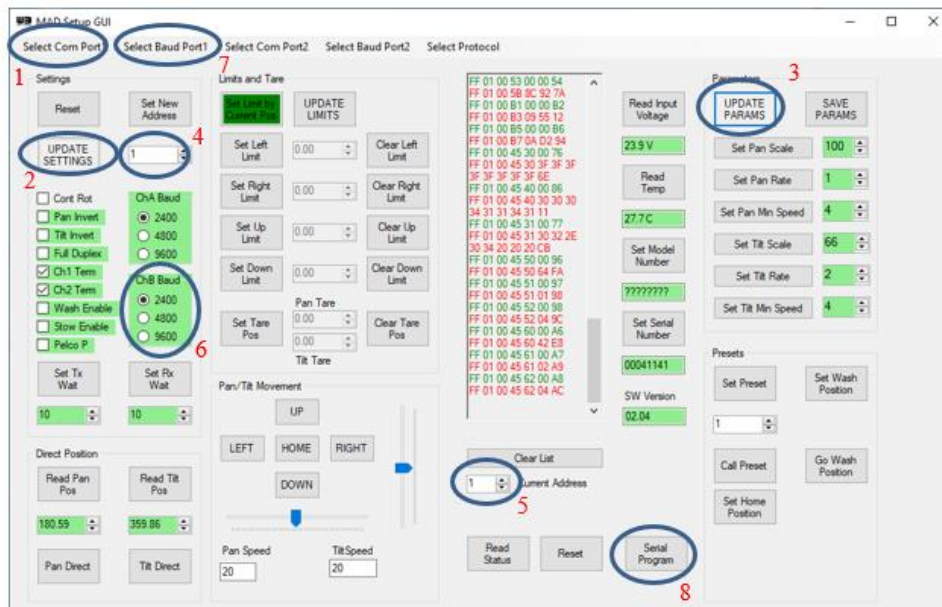 MAD Setup GUI
Select Com Port
Select Baud Port1
Select Com Port2
Select Baud Port2
Select Protocol
1
7
3
Settings
Reset
Set New
Address
UPDATE
SETTINGS
1
4
2
Cont Rot
Pan Invert
Tilt Invert
Full Duplex
Ch1 Term
Ch2 Term
Wash Enable
Stow Enable
Pelco P
ChA Baud
2400
4800
9600
ChB Baud
2400
4800
9600
6
Set Tx
Wait
Set Rx
Wait
10
10
Direct Position
Read Pan
Pos
Read Tilt
Pos
180.59
359.86
Pan Direct
Tilt Direct
Limits and Tare
Set Limit by
Current Pos
UPDATE
LIMITS
Set Left
Limit
0.00
Clear Left
Limit
Set Right
Limit
0.00
Clear Right
Limit
Set Up
Limit
0.00
Clear Up
Limit
Set Down
Limit
0.00
Clear Down
Limit
Pan Tare
Set Tare
Pos
0.00
0.00
Clear Tare
Pos
Tilt Tare
Pan/Tilt Movement
UP
LEFT
HOME
RIGHT
DOWN
Pan Speed
20
TiltSpeed
20
FF 01 00 53 00 00 54
FF 01 00 5B 8C 92 7A
FF 01 00 B1 00 00 B2
FF 01 00 B3 09 55 12
FF 01 00 B5 00 00 B6
FF 01 00 B7 0A D2 94
FF 01 00 45 30 00 76
FF 01 00 45 30 3F 3F 3F
3F 3F 3F 3F 3F 6E
FF 01 00 45 40 00 86
FF 01 00 45 40 30 30 30
34 31 31 34 31 11
FF 01 00 45 31 00 77
FF 01 00 45 31 30 32 2E
30 34 20 20 20 CB
FF 01 00 45 50 00 96
FF 01 00 45 50 64 FA
FF 01 00 45 51 00 97
FF 01 00 45 51 01 98
FF 01 00 45 52 00 98
FF 01 00 45 52 04 9C
FF 01 00 45 60 00 A6
FF 01 00 45 60 42 E8
FF 01 00 45 61 00 A7
FF 01 00 45 61 02 A9
FF 01 00 45 62 00 A8
FF 01 00 45 62 04 AC
Clear List
1
Current Address
5
Read
Status
Reset
Serial
Program
8
Read Input
Voltage
23.9 V
Read
Temp
27.7 C
Set Model
Number
????????
Set Serial
Number
00041141
SW Version
02.04
Parameters
UPDATE
PARAMS
SAVE
PARAMS
Set Pan Scale
100
Set Pan Rate
1
Set Pan Min Speed
4
Set Tilt Scale
66
Set Tilt Rate
2
Set Tilt Min Speed
4
Presets
Set Preset
Set Wash
Position
1
Call Preset
Go Wash
Position
Set Home
Position